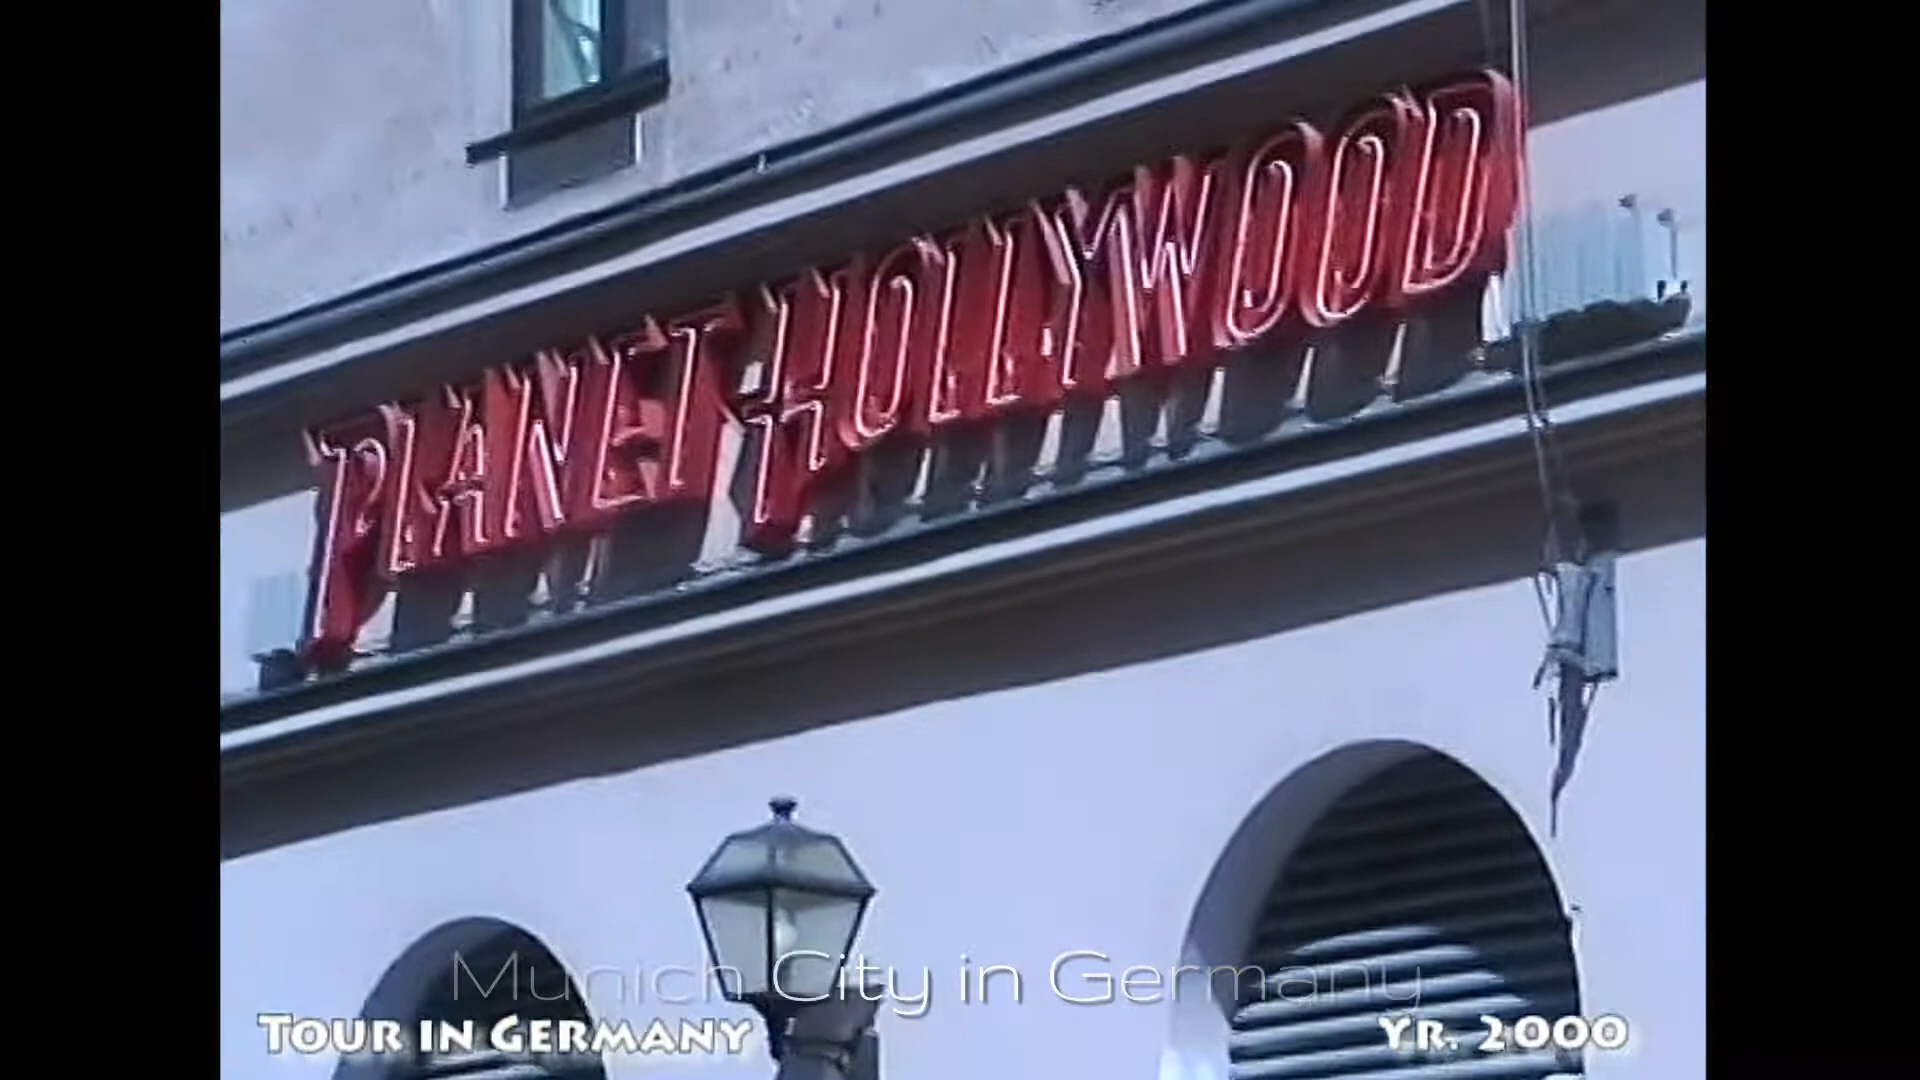 PLANET HOLLYWOOD
Munich City in Germany
TOUR IN GERMANY
YR. 2000